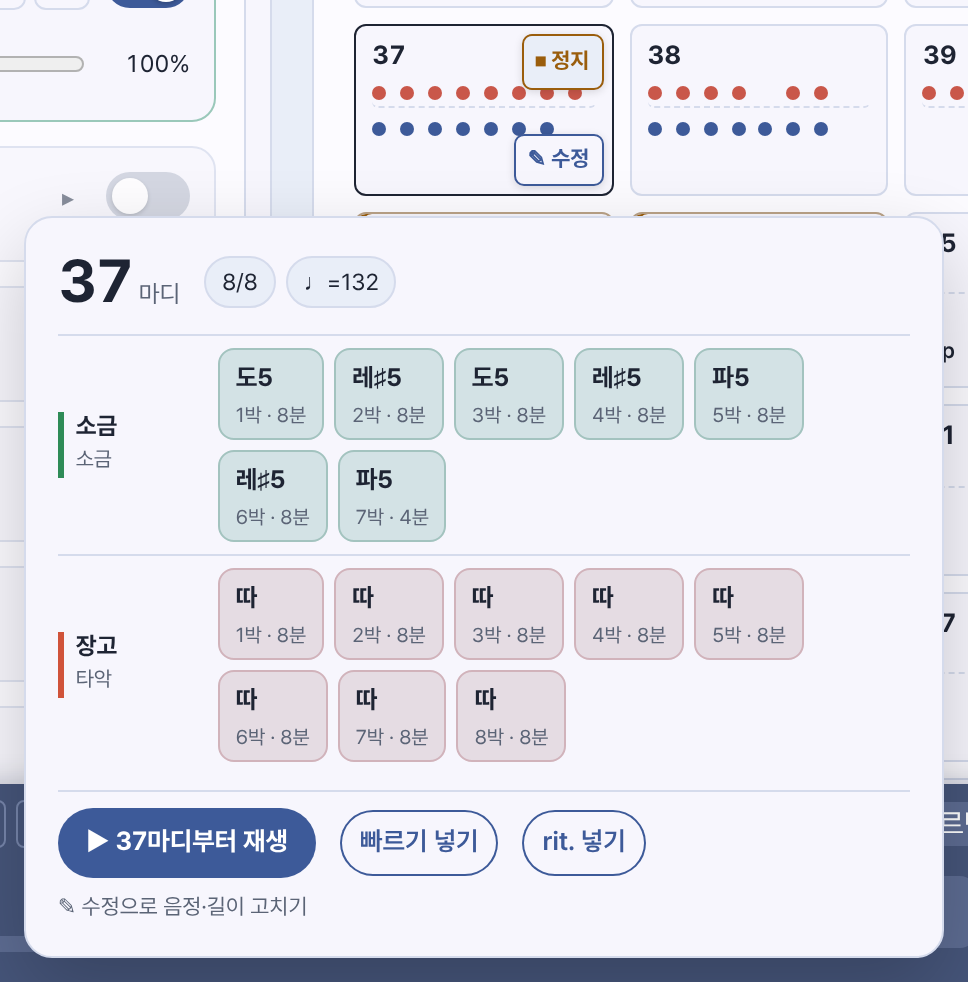 100%
37
■ 정지
38
39
✎ 수정
▶
37 마디 8/8 ♩=132
소금
소금
도5
1박 · 8분
레♯5
2박 · 8분
도5
3박 · 8분
레♯5
4박 · 8분
파5
5박 · 8분
레♯5
6박 · 8분
파5
7박 · 4분
장고
타악
따
1박 · 8분
따
2박 · 8분
따
3박 · 8분
따
4박 · 8분
따
5박 · 8분
따
6박 · 8분
따
7박 · 8분
따
8박 · 8분
▶ 37마디부터 재생
빠르기 넣기
rit. 넣기
✎ 수정으로 음정·길이 고치기
5
p
1
7